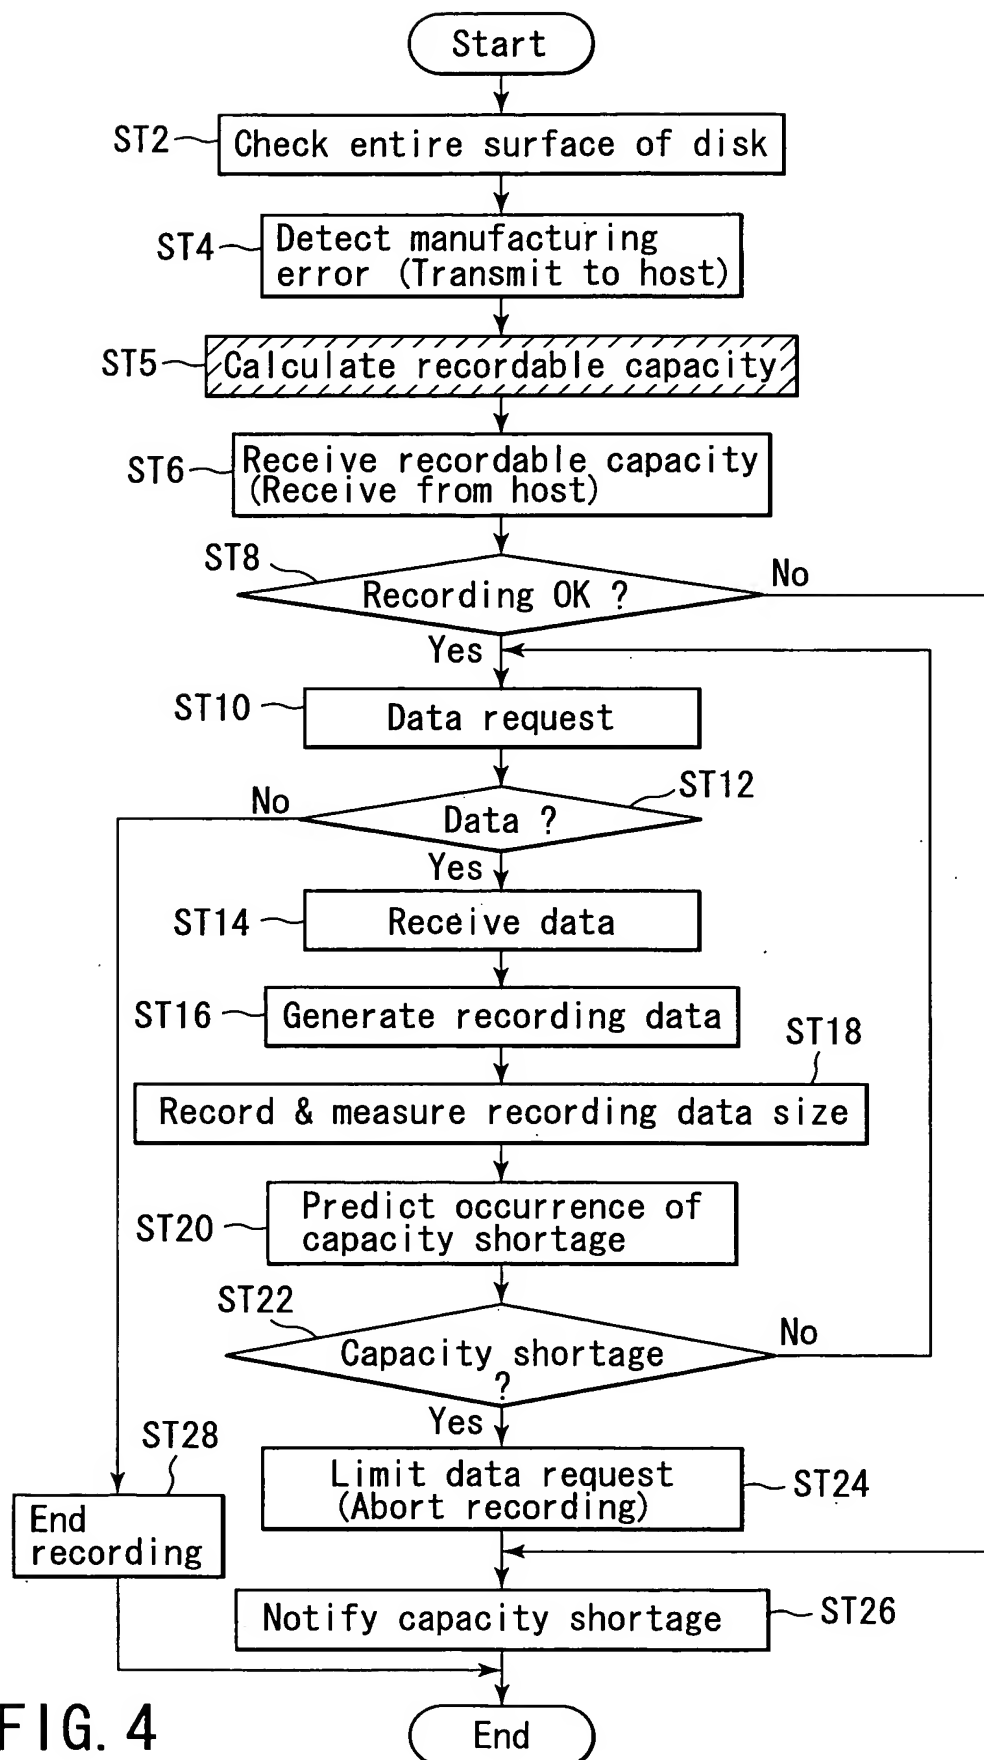 Start
ST2
Check entire surface of disk
ST4
Detect manufacturing
error (Transmit to host)
ST5
Calculate recordable capacity
ST6
Receive recordable capacity
(Receive from host)
ST8
Recording OK ?
No
Yes
ST10
Data request
ST12
No
Data ?
Yes
ST14
Receive data
ST16
Generate recording data
ST18
Record & measure recording data size
ST20
Predict occurrence of
capacity shortage
ST22
No
Capacity shortage
?
Yes
ST28
Limit data request
(Abort recording)
ST24
End
recording
Notify capacity shortage
ST26
End
FIG. 4